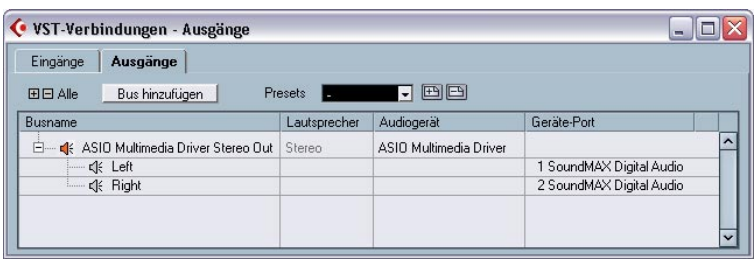 VST-Verbindungen - Ausgänge
Eingänge Ausgänge
Alle Bus hinzufügen Presets -
Busname Lautsprecher Audiogerät Geräte-Port
ASIO Multimedia Driver Stereo Out Stereo ASIO Multimedia Driver
Left 1 SoundMAX Digital Audio
Right 2 SoundMAX Digital Audio